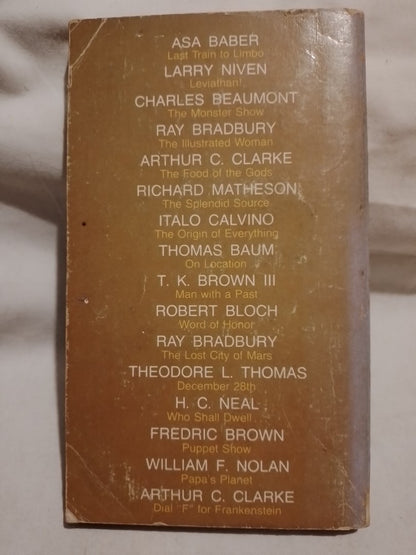 ASA BABER
Last Train to Limbo
LARRY NIVEN
Leviathan!
CHARLES BEAUMONT
The Monster Show
RAY BRADBURY
The Illustrated Woman
ARTHUR C. CLARKE
The Food of the Gods
RICHARD MATHESON
The Splendid Source
ITALO CALVINO
The Origin of Everything
THOMAS BAUM
On Location
T. K. BROWN III
Man with a Past
ROBERT BLOCH
Word of Honor
RAY BRADBURY
The Lost City of Mars
THEODORE L. THOMAS
December 28th
H. C. NEAL
Who Shall Dwell . . .
FREDRIC BROWN
Puppet Show
WILLIAM F. NOLAN
Papa's Planet
ARTHUR C. CLARKE
Dial "F" for Frankenstein